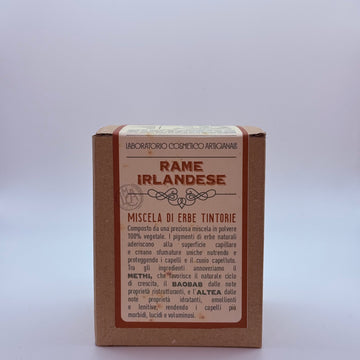 LABORATORIO COSMETICO ARTIGIANALE
RAME
IRLANDESE
MISCELA DI ERBE TINTORIE
Composto da una preziosa miscela in polvere
100% vegetale. I pigmenti di erbe naturali
aderiscono alla superficie capillare
e creano sfumature uniche nutrendo e
proteggendo i capelli e il cuoio capelluto.
Tra gli ingredienti annoveriamo il
METHI, che favorisce il naturale ciclo
di crescita, il BAOBAB dalle note
proprietà ristrutturanti, e l'ALTEA dalle
note proprietà idratanti, emollienti
e lenitive, rendendo i capelli più
morbidi, lucidi e voluminosi.